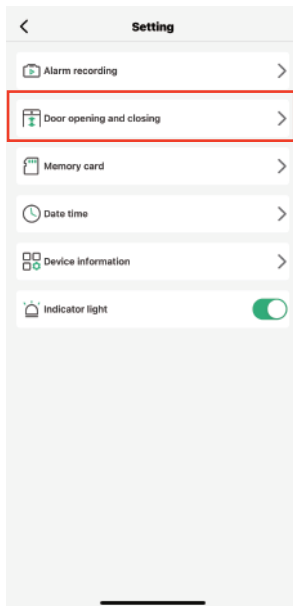 Setting
Alarm recording
Door opening and closing
Memory card
Date time
Device information
Indicator light